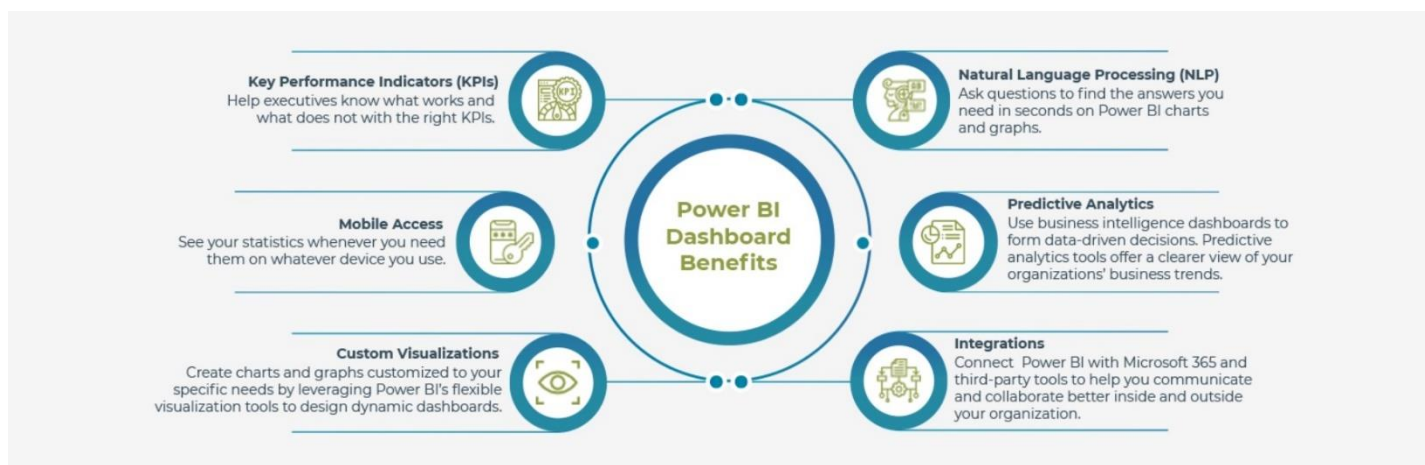 Key Performance Indicators (KPIs)
Help executives know what works and
what does not with the right KPIs.
KPI
Mobile Access
See your statistics whenever you need
them on whatever device you use.
Custom Visualizations
Create charts and graphs customized to your
specific needs by leveraging Power BI's flexible
visualization tools to design dynamic dashboards.
Power BI
Dashboard
Benefits
Natural Language Processing (NLP)
Ask questions to find the answers you
need in seconds on Power BI charts
and graphs.
Predictive Analytics
Use business intelligence dashboards to
form data-driven decisions. Predictive
analytics tools offer a clearer view of your
organizations' business trends.
Integrations
Connect Power BI with Microsoft 365 and
third-party tools to help you communicate
and collaborate better inside and outside
your organization.